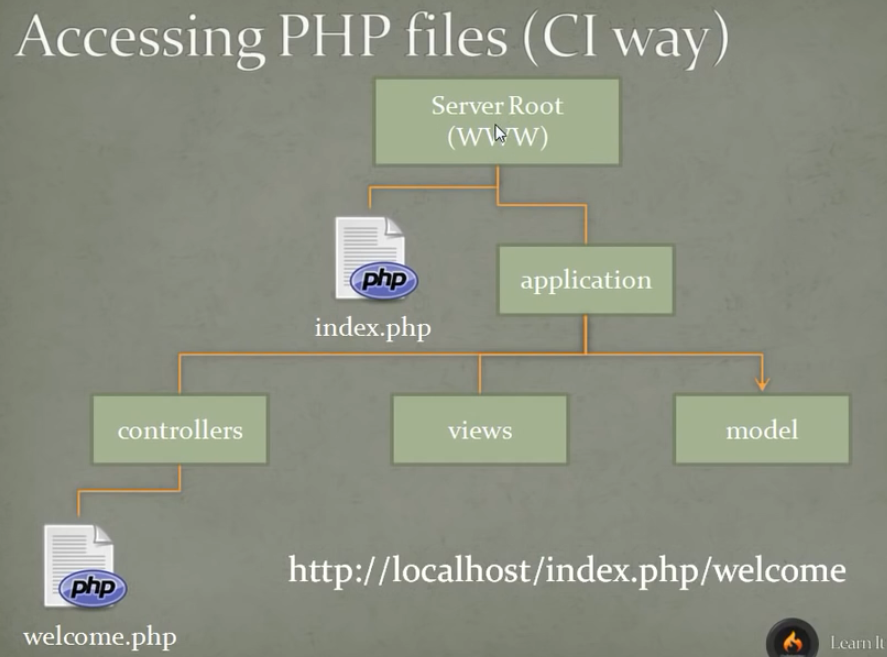 Accessing PHP files (CI way)
Server Root
(WWW)
php
index.php
application
controllers
views
model
php
welcome.php
http://localhost/index.php/welcome
Learn It